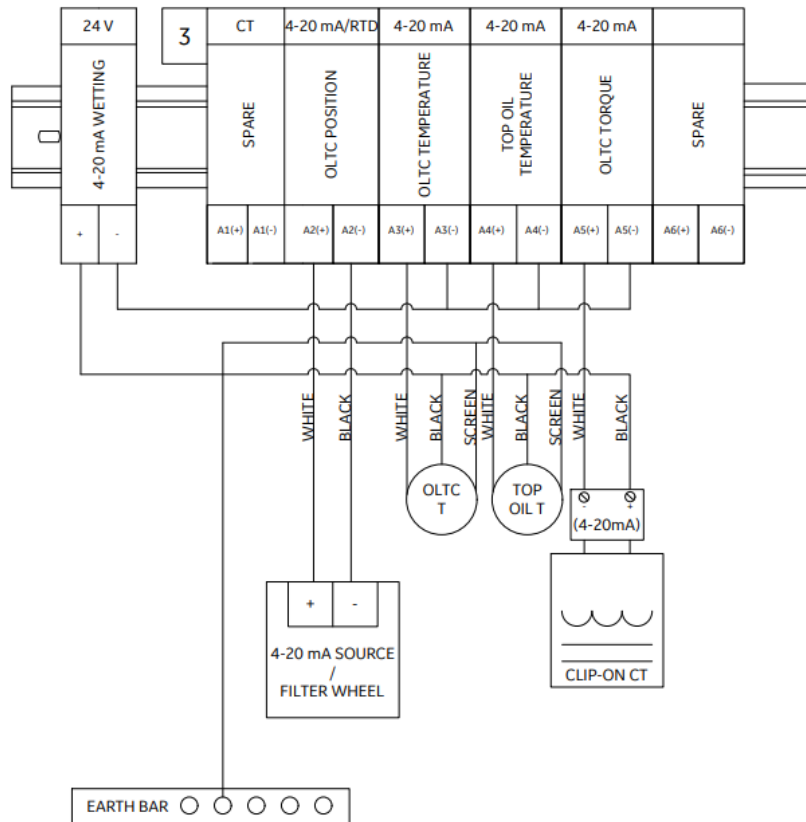 24 V
3
CT
4-20 mA/RTD
4-20 mA
4-20 mA
4-20 mA
4-20 mA WETTING
SPARE
OLTC POSITION
OLTC TEMPERATURE
TOP OIL
TEMPERATURE
OLTC TORQUE
SPARE
+
-
A1(+)
A1(-)
A2(+)
A2(-)
A3(+)
A3(-)
A4(+)
A4(-)
A5(+)
A5(-)
A6(+)
A6(-)
WHITE
BLACK
WHITE
BLACK
SCREEN
WHITE
BLACK
SCREEN
WHITE
BLACK
OLTC
T
TOP
OIL T
-
+
(4-20mA)
+
-
4-20 mA SOURCE
/
FILTER WHEEL
CLIP-ON CT
EARTH BAR